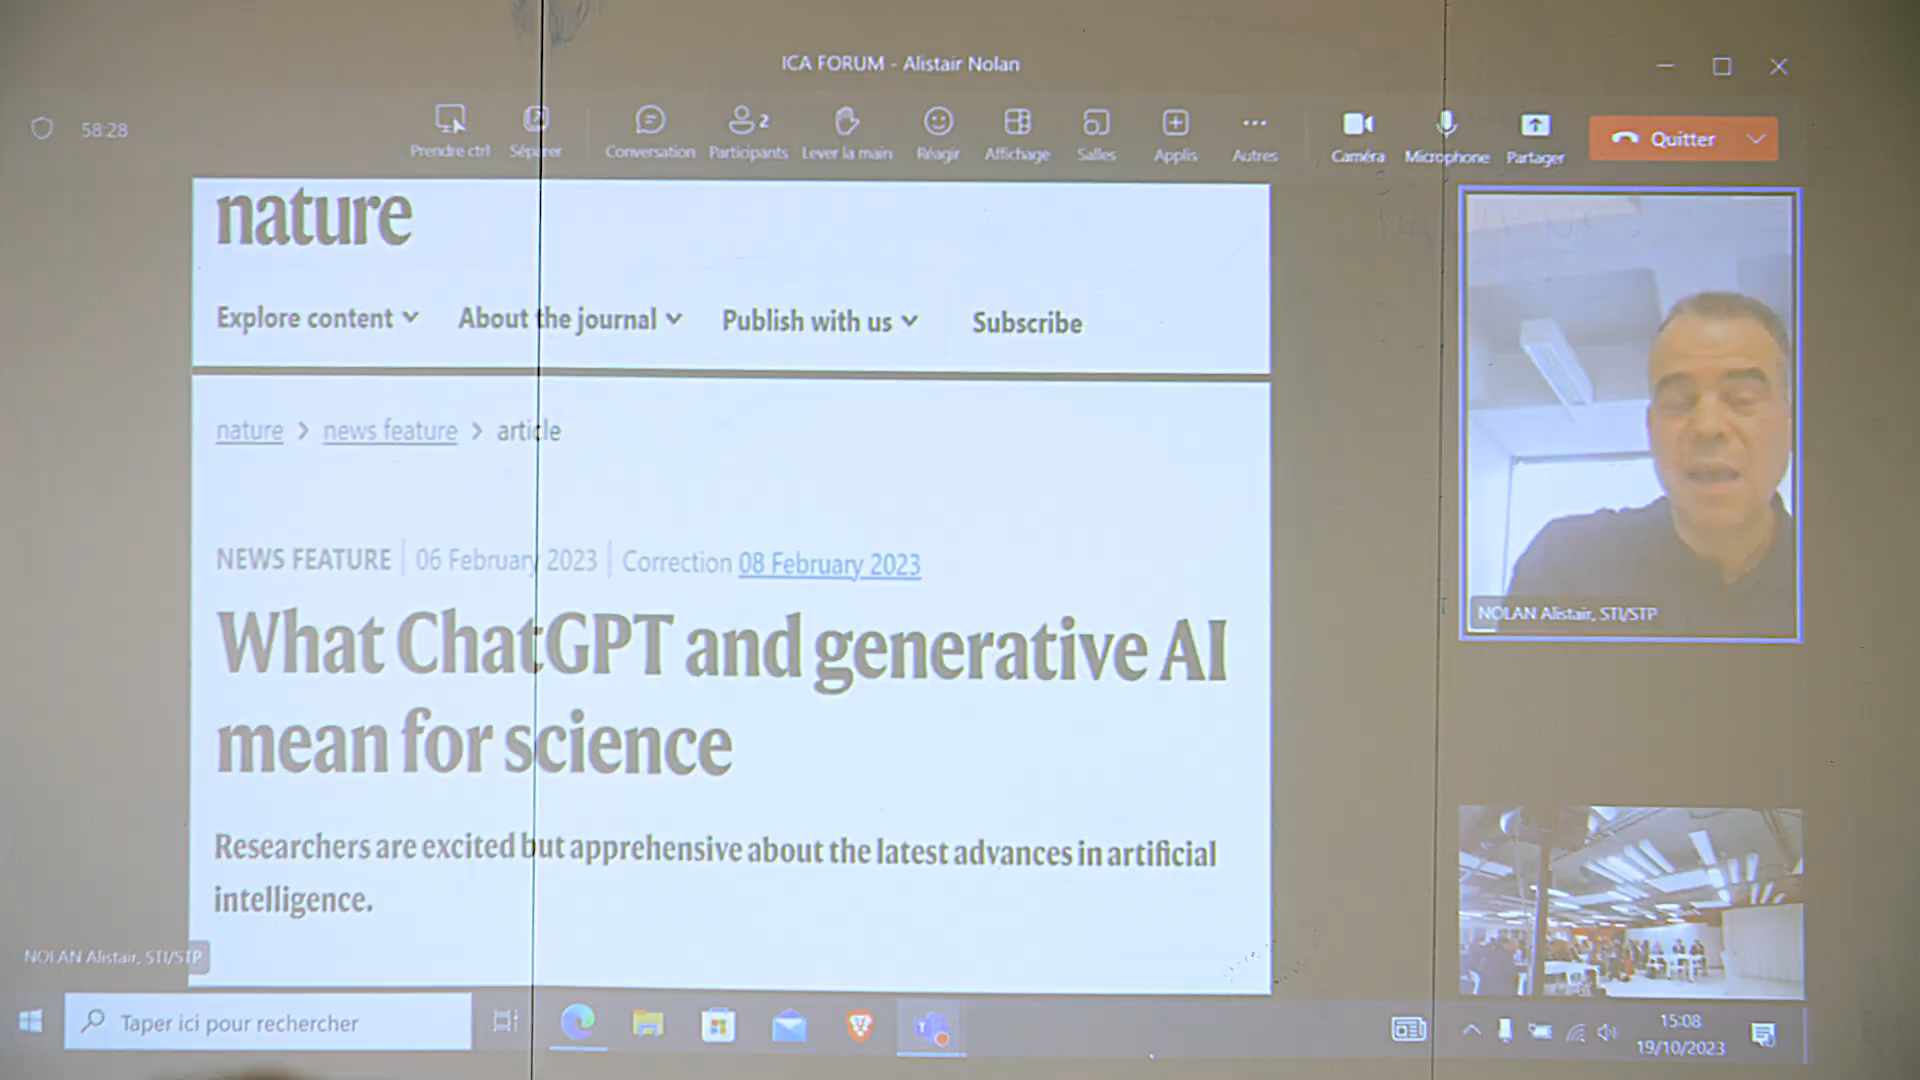 ICA FORUM - Alistair Nolan
58:28
Prendre ctrl
Séparer
Conversation
2
Participants
Lever la main
Réagir
Affichage
Salles
Applis
Autres
Caméra
Microphone
Partager
Quitter
nature
Explore content
About the journal
Publish with us
Subscribe
nature > news feature > article
NEWS FEATURE | 06 February 2023 | Correction 08 February 2023
What ChatGPT and generative AI
mean for science
Researchers are excited but apprehensive about the latest advances in artificial
intelligence.
NOLAN Alistair, STI/STP
NOLAN Alistair, STI/STP
Taper ici pour rechercher
15:08
19/10/2023